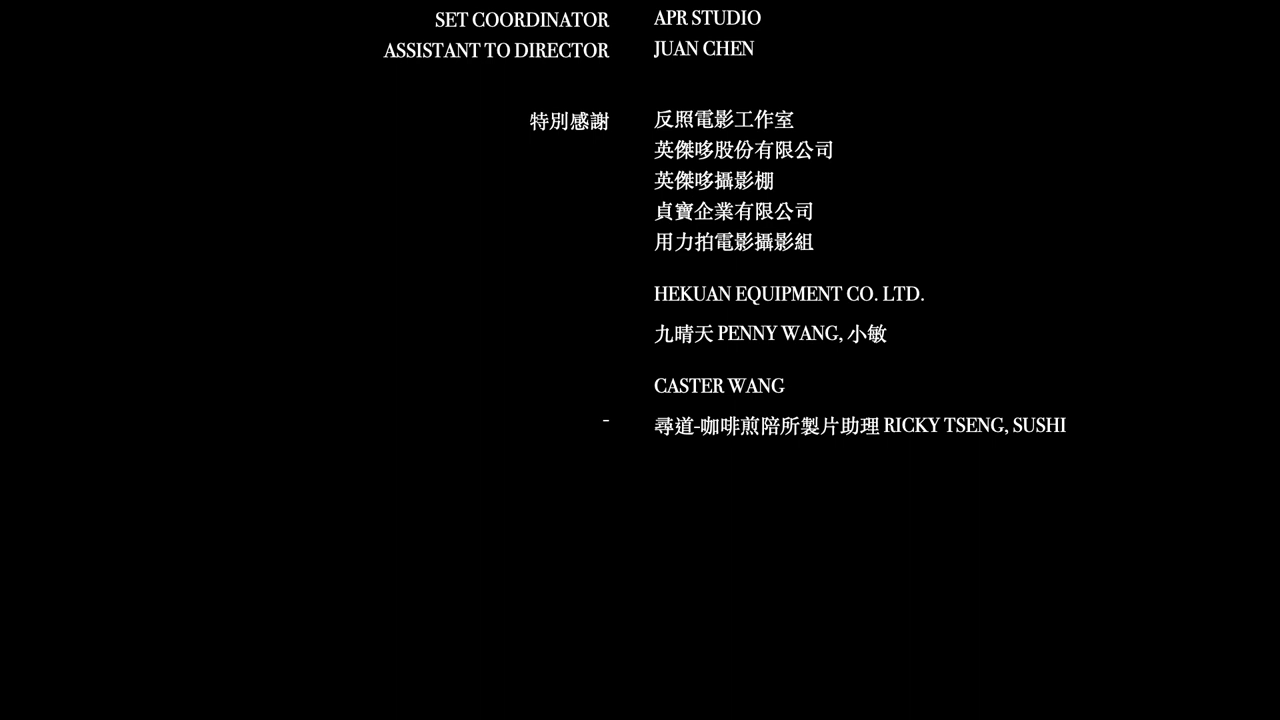 SET COORDINATOR APR STUDIO
ASSISTANT TO DIRECTOR JUAN CHEN
特別感謝 反照電影工作室
英傑哆股份有限公司
英傑哆攝影棚
貞寶企業有限公司
用力拍電影攝影組
HEKUAN EQUIPMENT CO. LTD.
九晴天 PENNY WANG, 小敏
CASTER WANG
- 尋道-咖啡煎陪所製片助理 RICKY TSENG, SUSHI